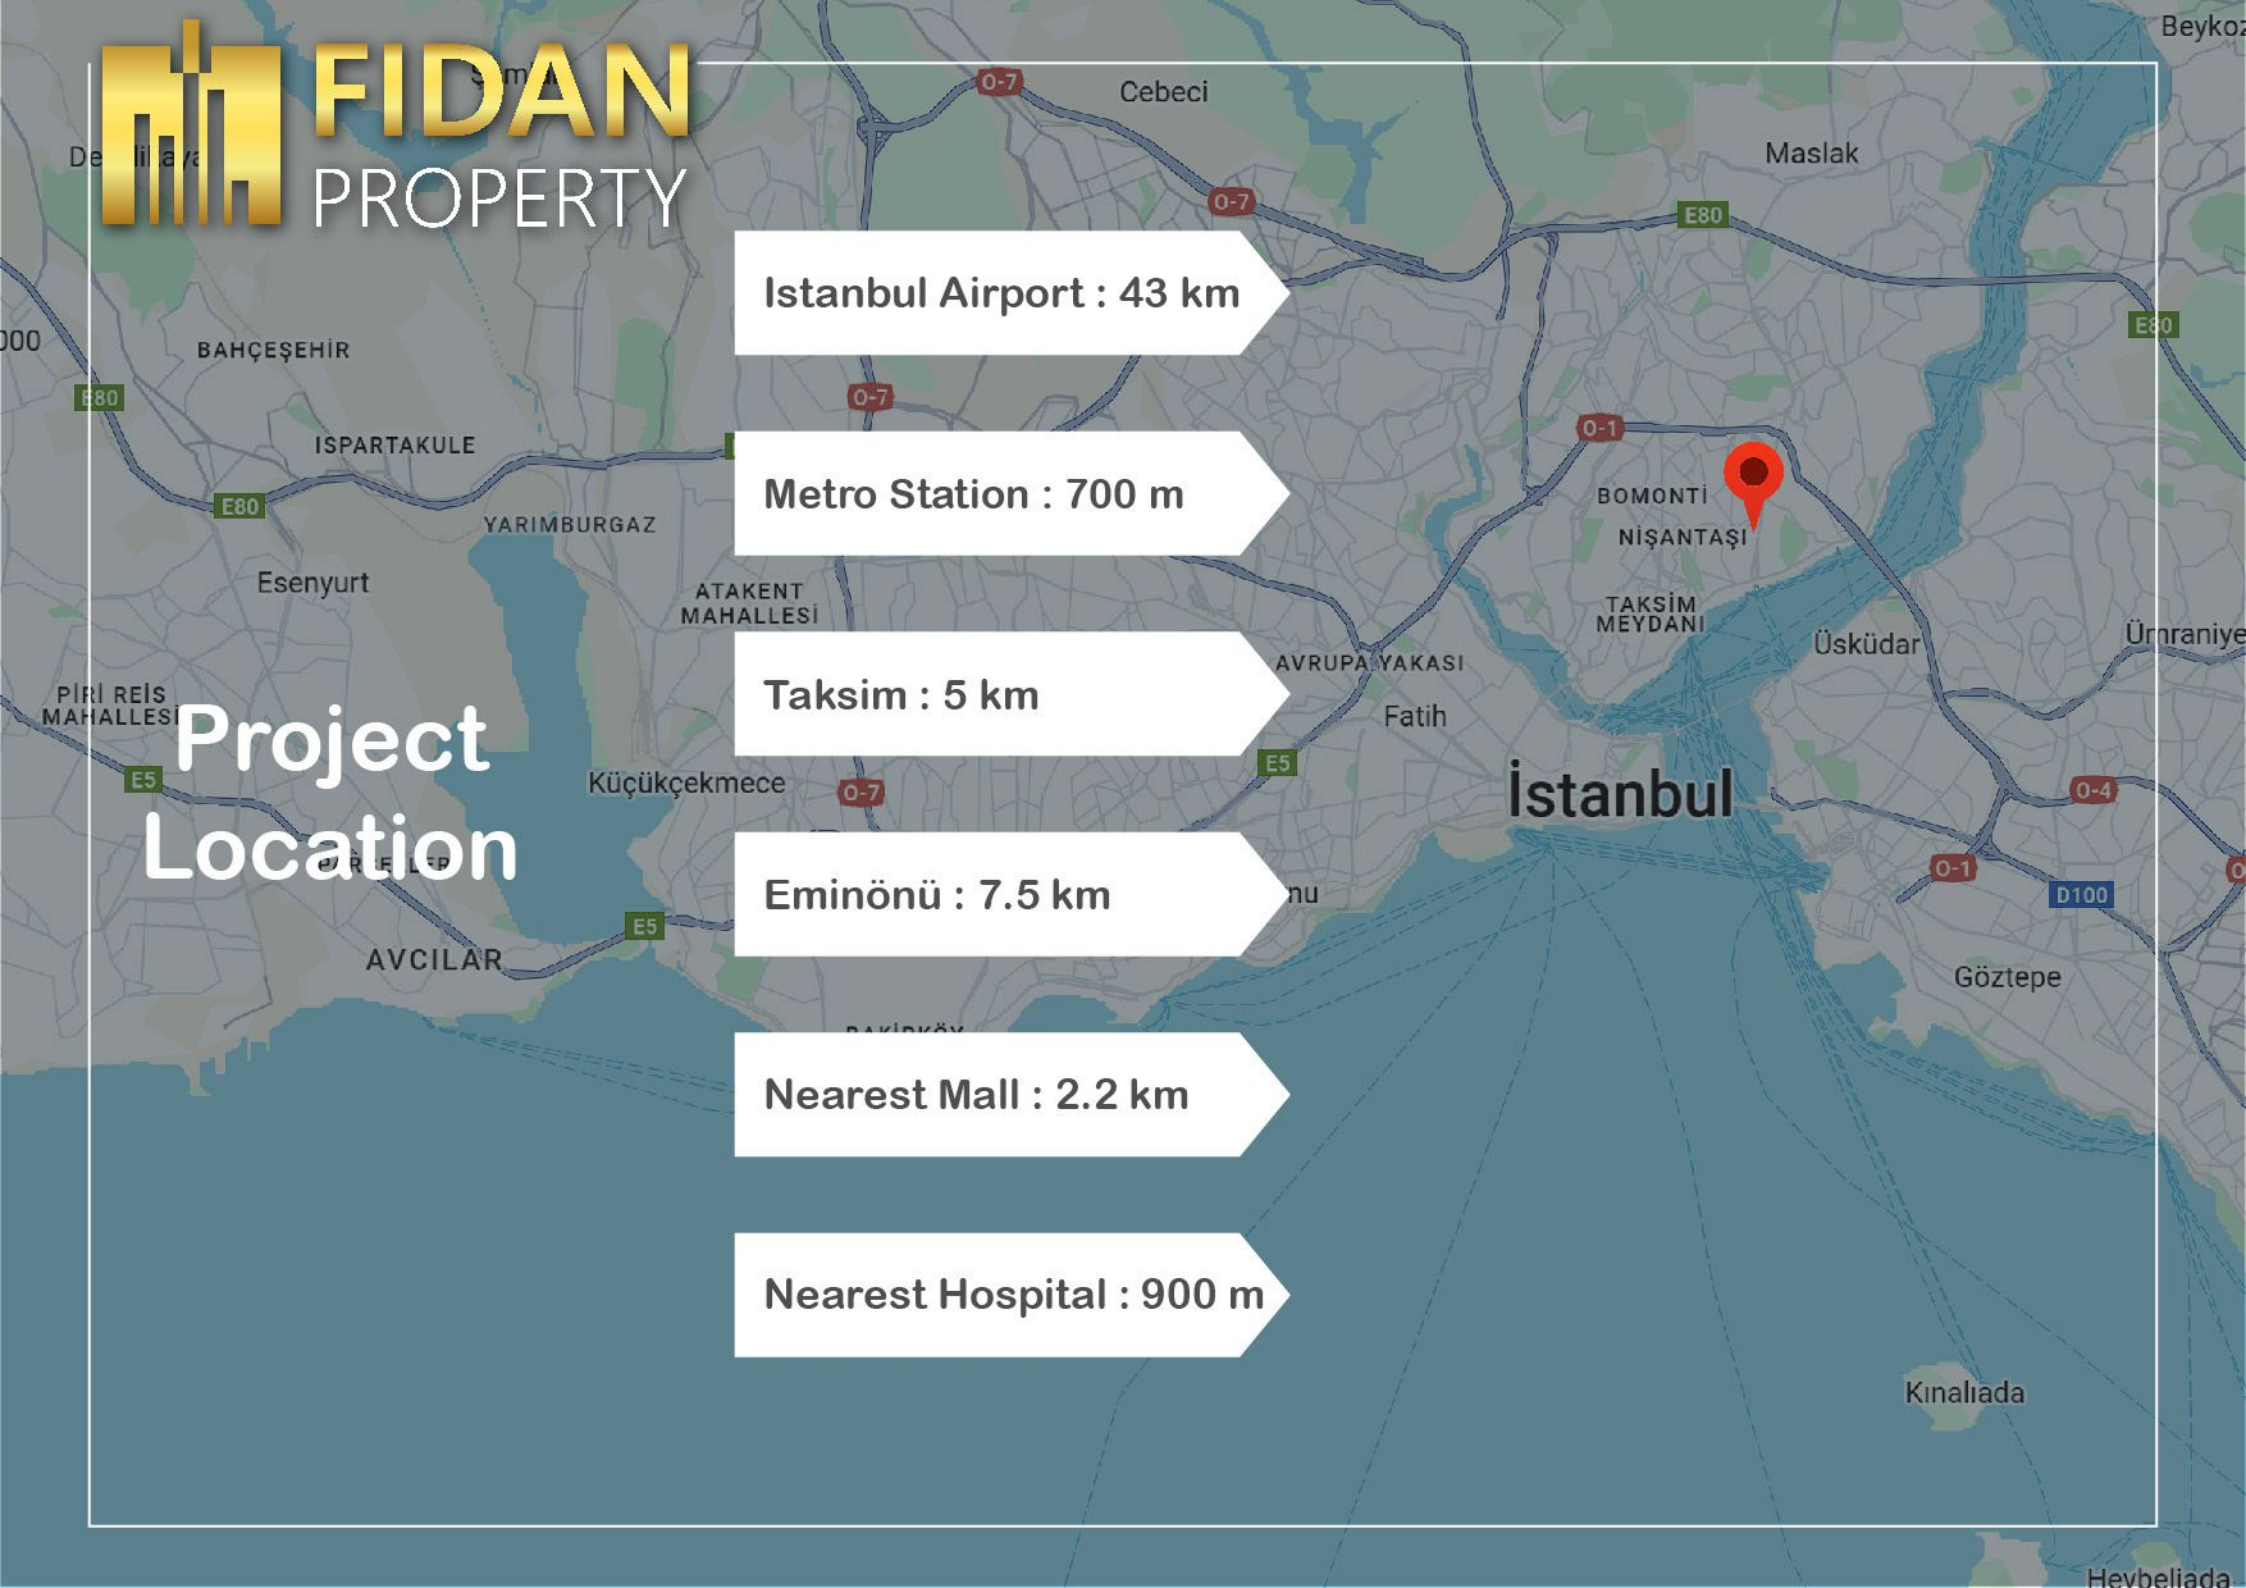 FIDAN
PROPERTY
Project
Location
Istanbul Airport : 43 km
Metro Station : 700 m
Taksim : 5 km
Eminönü : 7.5 km
Nearest Mall : 2.2 km
Nearest Hospital : 900 m
Beykoz
O-7
Cebeci
Maslak
O-7
E80
BAHÇEŞEHİR
E80
E80
O-7
O-1
ISPARTAKULE
BOMONTİ
E80
YARIMBURGAZ
NİŞANTAŞI
Esenyurt
ATAKENT
MAHALLESİ
TAKSİM
MEYDANI
Üsküdar
Ümraniye
AVRUPA YAKASI
PİRİ REİS
MAHALLESİ
Fatih
E5
E5
Küçükçekmece
O-7
İstanbul
O-4
O-1
D100
E5
AVCILAR
Göztepe
Kınalıada
Heybeliada